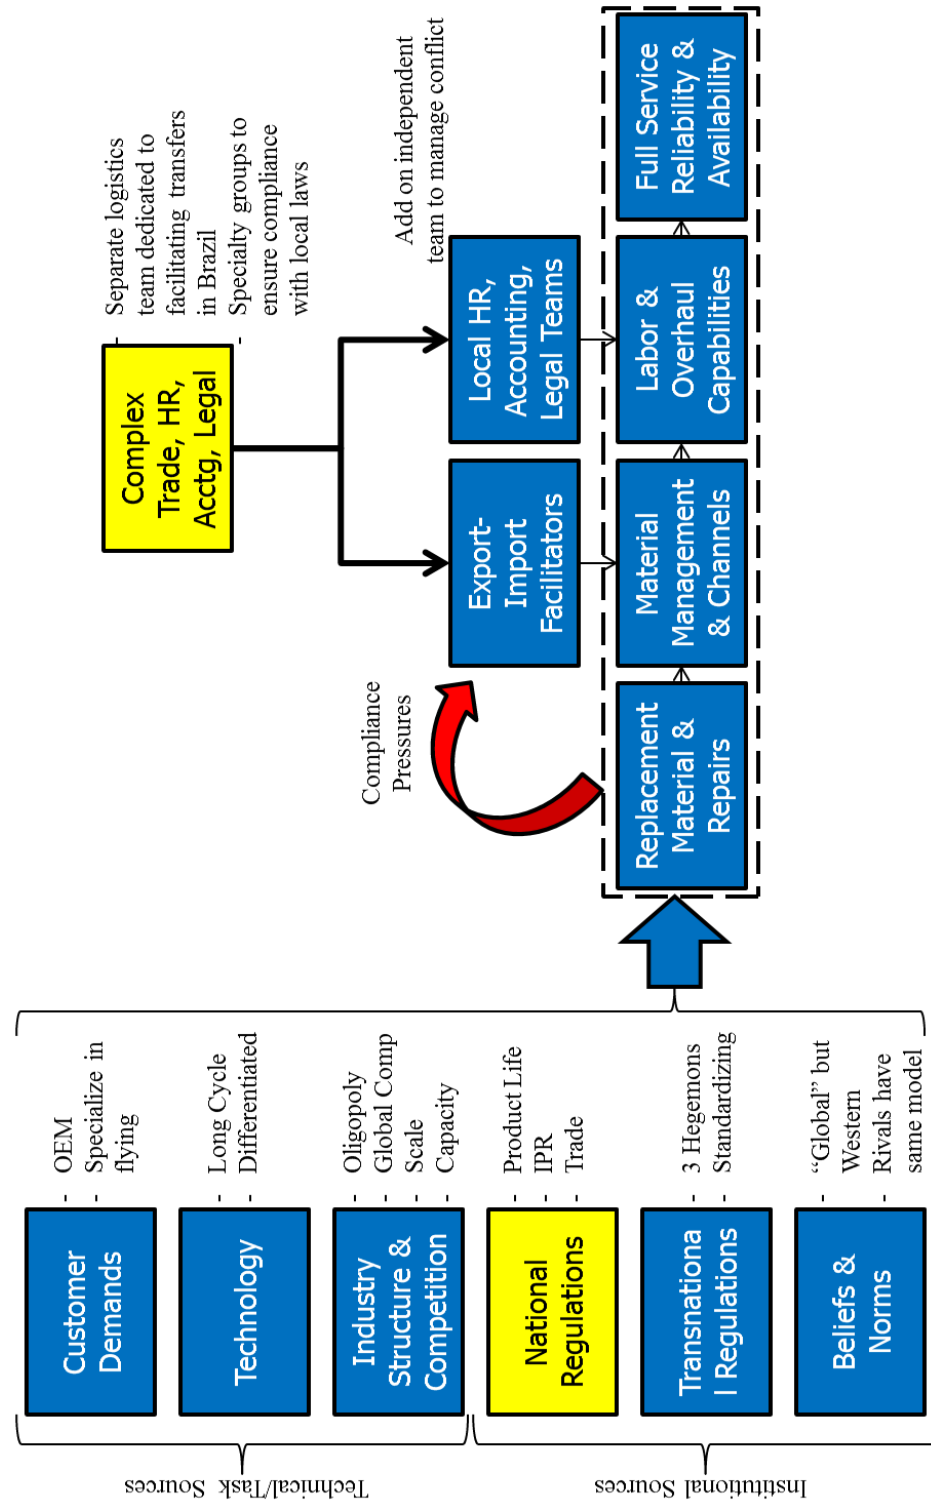 Technical/Task Sources
Customer
Demands
- OEM
- Specialize in
flying
Technology
- Long Cycle
- Differentiated
Industry
Structure &
Competition
- Oligopoly
- Global Comp
- Scale
- Capacity
Institutional Sources
National
Regulations
- Product Life
- IPR
- Trade
Transnationa
l Regulations
- 3 Hegemons
- Standardizing
Beliefs &
Norms
- “Global” but
Western
- Rivals have
same model
Complex
Trade, HR,
Acctg, Legal
- Separate logistics
team dedicated to
facilitating transfers
in Brazil
- Specialty groups to
ensure compliance
with local laws
Compliance
Pressures
Export-
Import
Facilitators
Local HR,
Accounting,
Legal Teams
Add on independent
team to manage conflict
Replacement
Material &
Repairs
Material
Management
& Channels
Labor &
Overhaul
Capabilities
Full Service
Reliability &
Availability